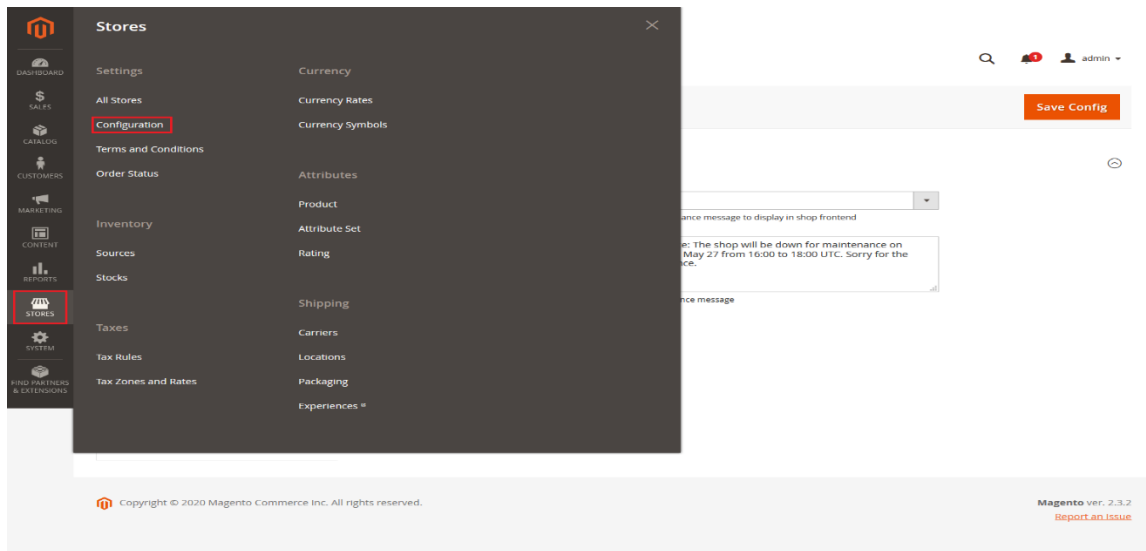 DASHBOARD
SALES
CATALOG
CUSTOMERS
MARKETING
CONTENT
REPORTS
STORES
SYSTEM
FIND PARTNERS
& EXTENSIONS
Stores
Settings
All Stores
Configuration
Terms and Conditions
Order Status
Inventory
Sources
Stocks
Taxes
Tax Rules
Tax Zones and Rates
Currency
Currency Rates
Currency Symbols
Attributes
Product
Attribute Set
Rating
Shipping
Carriers
Locations
Packaging
Experiences
1
admin
Save Config
ance message to display in shop frontend
e: The shop will be down for maintenance on
May 27 from 16:00 to 18:00 UTC. Sorry for the
ce.
nce message
Copyright © 2020 Magento Commerce Inc. All rights reserved.
Magento ver. 2.3.2
Report an Issue